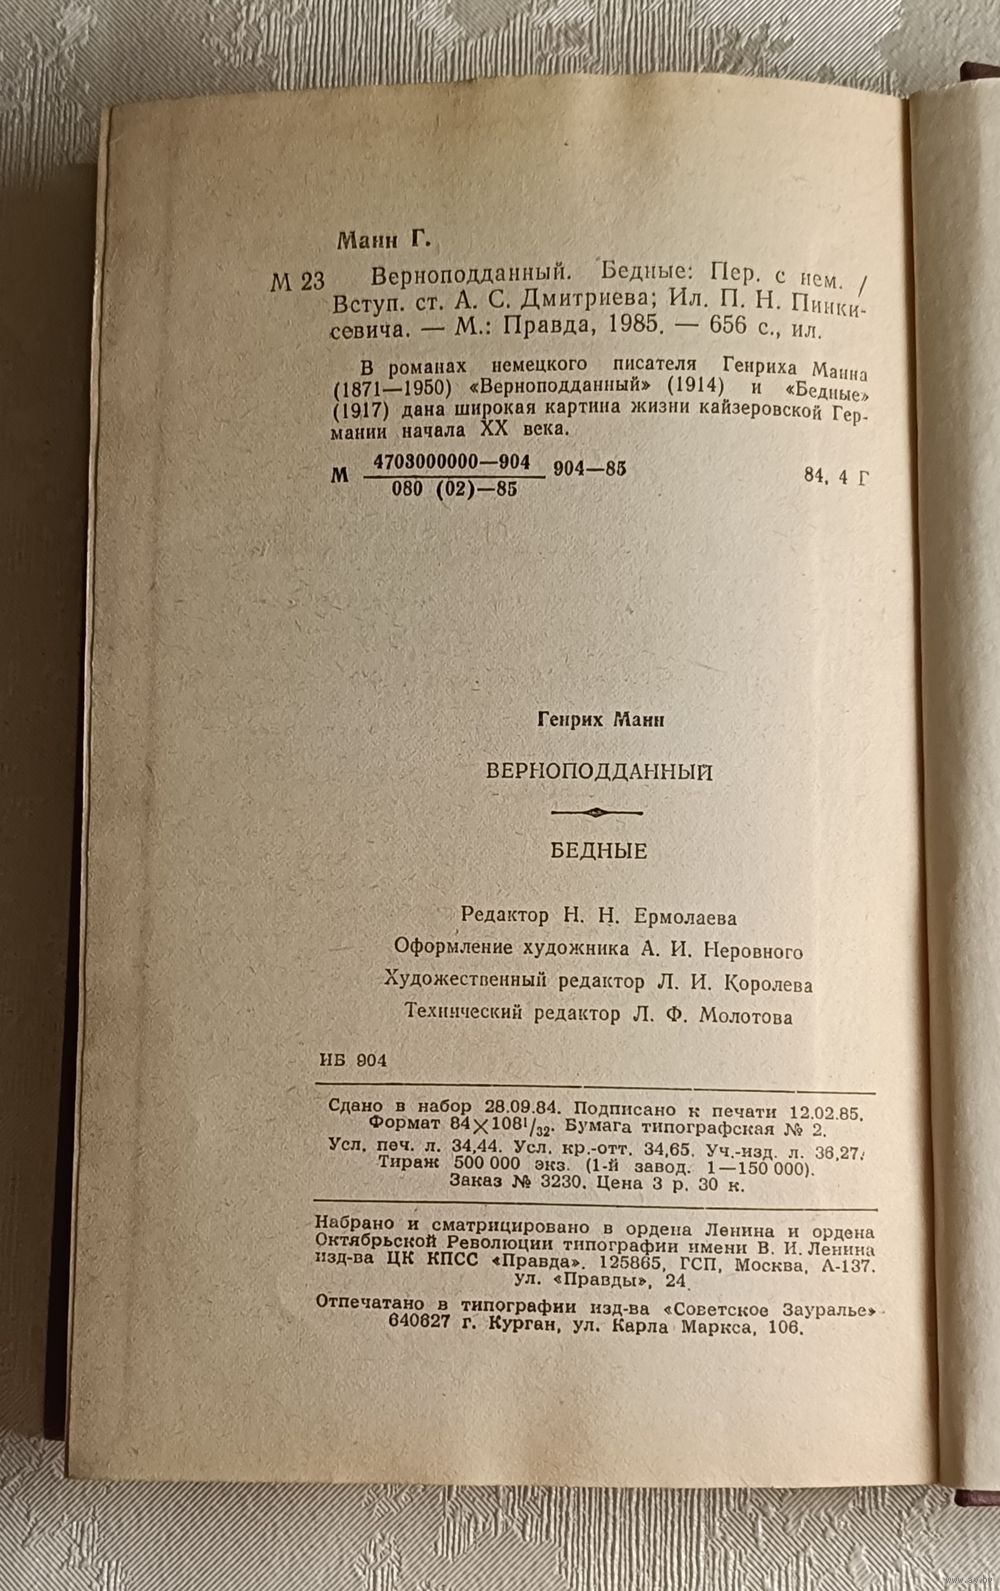 Манн Г.
М 23 Верноподданный. Бедные: Пер. с нем. /
Вступ. ст. А. С. Дмитриева; Ил. П. Н. Пинки-
севича. — М.: Правда, 1985. — 656 с., ил.
В романах немецкого писателя Генриха Манна
(1871—1950) «Верноподданный» (1914) и «Бедные»
(1917) дана широкая картина жизни кайзеровской Гер-
мании начала XX века.
М 4703000000—904 904—85 84. 4 Г
080 (02)—85
Генрих Манн
ВЕРНОПОДДАННЫЙ
БЕДНЫЕ
Редактор Н. Н. Ермолаева
Оформление художника А. И. Неровного
Художественный редактор Л. И. Королева
Технический редактор Л. Ф. Молотова
ИБ 904
Сдано в набор 28.09.84. Подписано к печати 12.02.85.
Формат 84×108¹/₃₂. Бумага типографская № 2.
Усл. печ. л. 34,44. Усл. кр.-отт. 34,65. Уч.-изд. л. 36,27.
Тираж 500 000 экз. (1-й завод. 1—150 000).
Заказ № 3230. Цена 3 р. 30 к.
Набрано и сматрицировано в ордена Ленина и ордена
Октябрьской Революции типографии имени В. И. Ленина
изд-ва ЦК КПСС «Правда». 125865, ГСП, Москва, А-137.
ул. «Правды», 24.
Отпечатано в типографии изд-ва «Советское Зауралье»
640627 г. Курган, ул. Карла Маркса, 106.
www.ay.by